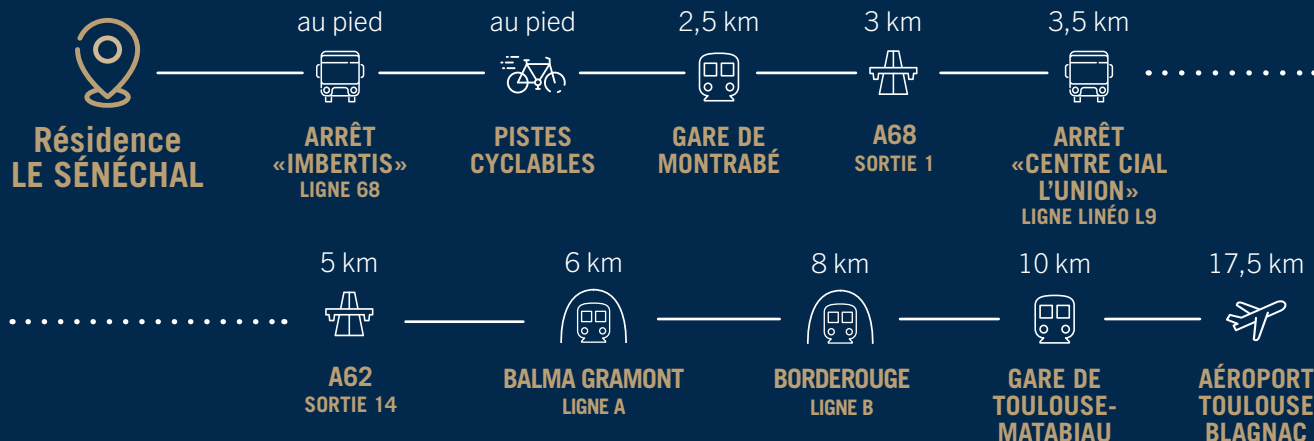 au pied
au pied
2,5 km
3 km
3,5 km
Résidence
LE SÉNÉCHAL
ARRÊT
«IMBERTIS»
LIGNE 68
PISTES
CYCLABLES
GARE DE
MONTRABÉ
A68
SORTIE 1
ARRÊT
«CENTRE CIAL
L'UNION»
LIGNE LINÉO L9
5 km
6 km
8 km
10 km
17,5 km
A62
SORTIE 14
BALMA GRAMONT
LIGNE A
BORDEROUGE
LIGNE B
GARE DE
TOULOUSE-
MATABIAU
AÉROPORT
TOULOUSE
BLAGNAC